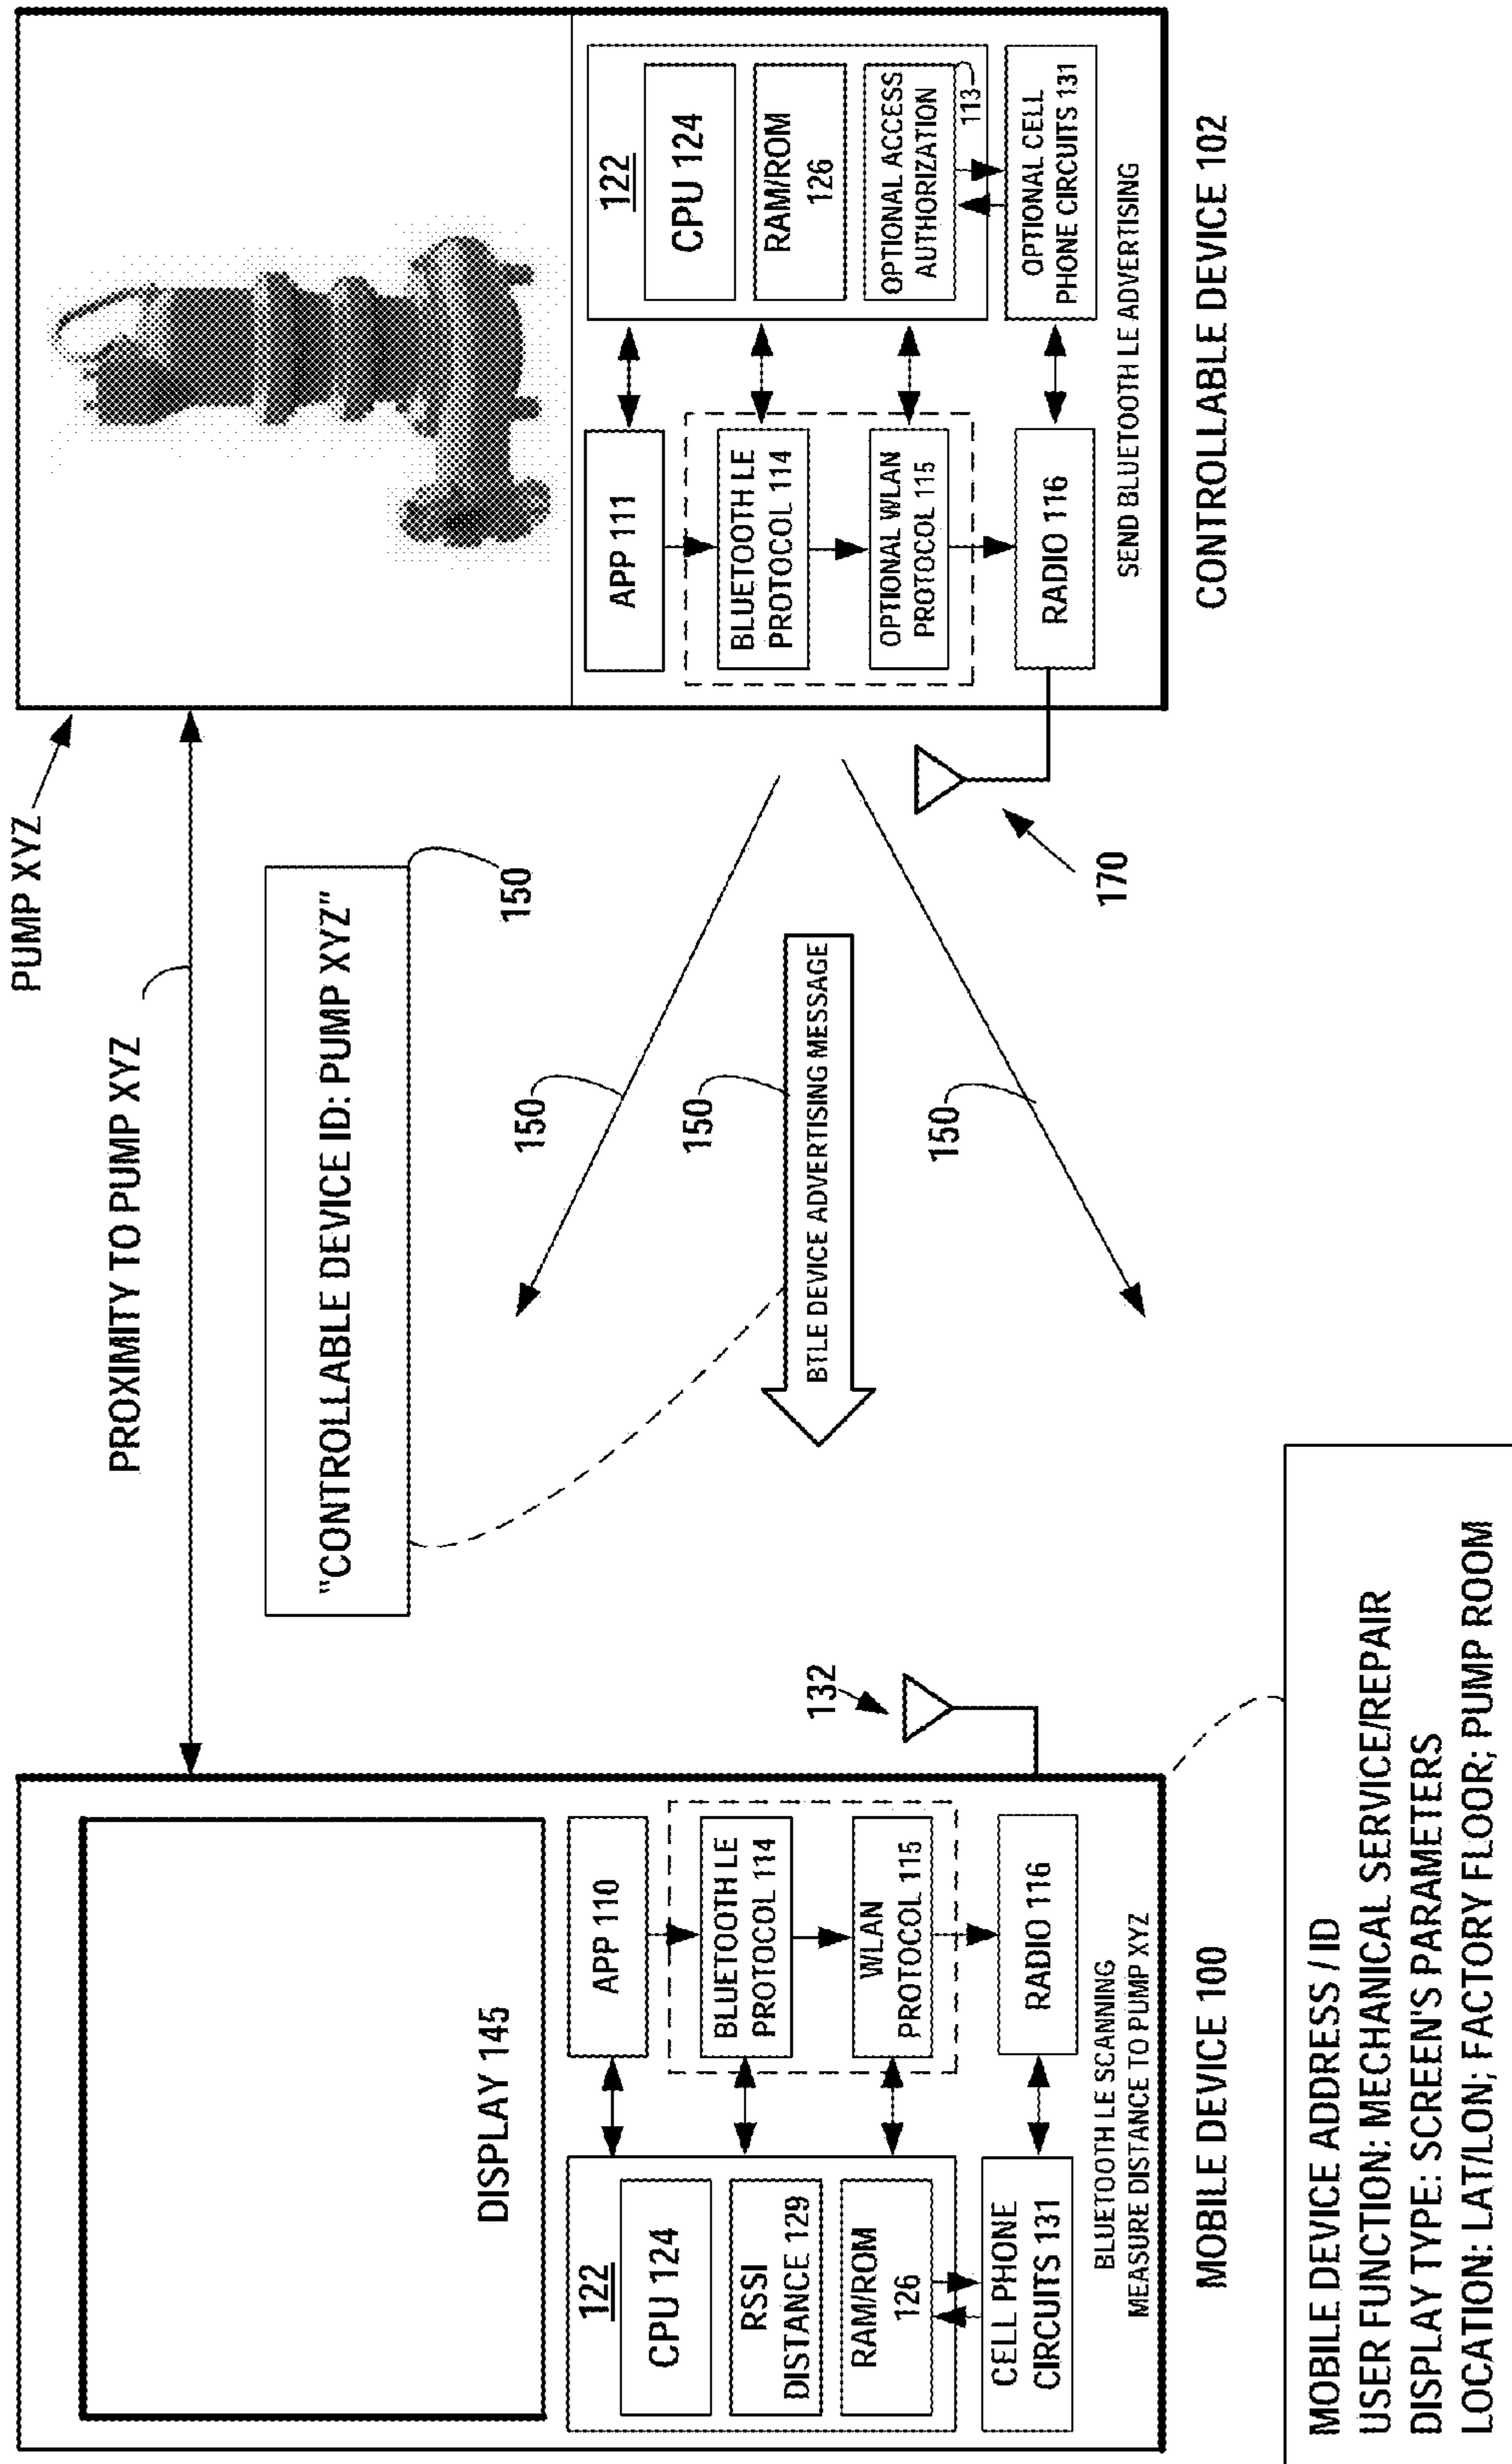 DISPLAY 145
122
CPU 124
RSSI
DISTANCE 129
RAM/ROM
126
CELL PHONE
CIRCUITS 131
APP 110
BLUETOOTH LE
PROTOCOL 114
WLAN
PROTOCOL 115
RADIO 116
BLUETOOTH LE SCANNING
MEASURE DISTANCE TO PUMP XYZ
MOBILE DEVICE 100
132
MOBILE DEVICE ADDRESS / ID
USER FUNCTION: MECHANICAL SERVICE/REPAIR
DISPLAY TYPE: SCREEN'S PARAMETERS
LOCATION: LAT/LON; FACTORY FLOOR; PUMP ROOM
PROXIMITY TO PUMP XYZ
"CONTROLLABLE DEVICE ID: PUMP XYZ"
150
150
150
BTLE DEVICE ADVERTISING MESSAGE
150
170
PUMP XYZ
APP 111
BLUETOOTH LE
PROTOCOL 114
OPTIONAL WLAN
PROTOCOL 115
RADIO 116
122
CPU 124
RAM/ROM
126
OPTIONAL ACCESS
AUTHORIZATION
113
OPTIONAL CELL
PHONE CIRCUITS 131
SEND BLUETOOTH LE ADVERTISING
CONTROLLABLE DEVICE 102